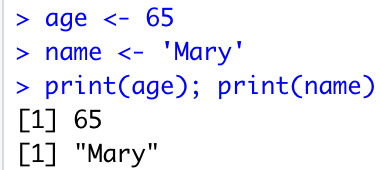 > age <- 65
> name <- 'Mary'
> print(age); print(name)
[1] 65
[1] "Mary"